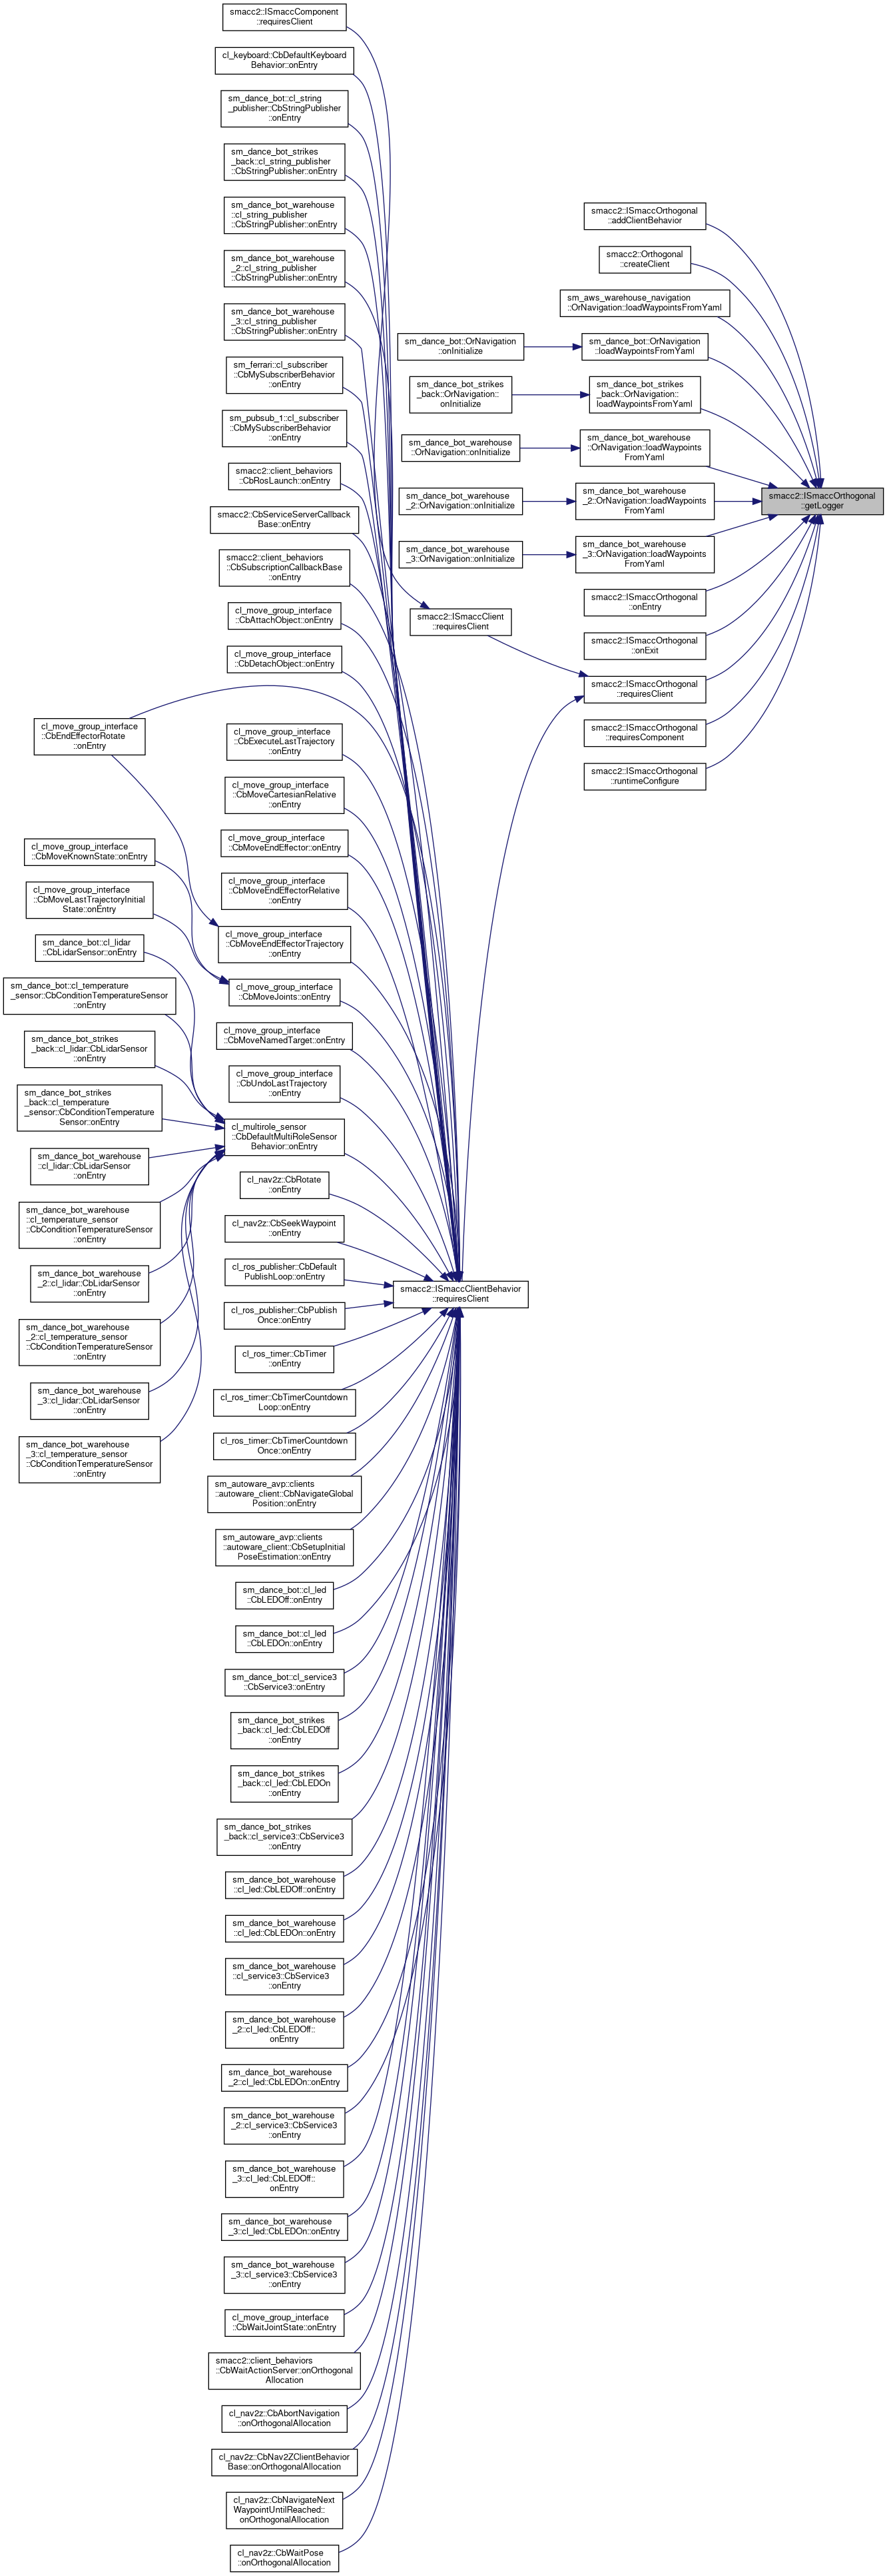 smacc2::ISmaccComponent
::requiresClient
cl_keyboard::CbDefaultKeyboard
Behavior::onEntry
sm_dance_bot::cl_string
_publisher::CbStringPublisher
::onEntry
sm_dance_bot_strikes
_back::cl_string_publisher
::CbStringPublisher::onEntry
sm_dance_bot_warehouse
::cl_string_publisher
::CbStringPublisher::onEntry
sm_dance_bot_warehouse
_2::cl_string_publisher
::CbStringPublisher::onEntry
sm_dance_bot_warehouse
_3::cl_string_publisher
::CbStringPublisher::onEntry
sm_ferrari::cl_subscriber
::CbMySubscriberBehavior
::onEntry
sm_pubsub_1::cl_subscriber
::CbMySubscriberBehavior
::onEntry
smacc2::client_behaviors
::CbRosLaunch::onEntry
smacc2::CbServiceServerCallback
Base::onEntry
smacc2::client_behaviors
::CbSubscriptionCallbackBase
::onEntry
cl_move_group_interface
::CbAttachObject::onEntry
cl_move_group_interface
::CbDetachObject::onEntry
cl_move_group_interface
::CbEndEffectorRotate
::onEntry
cl_move_group_interface
::CbExecuteLastTrajectory
::onEntry
cl_move_group_interface
::CbMoveCartesianRelative
::onEntry
cl_move_group_interface
::CbMoveEndEffector::onEntry
cl_move_group_interface
::CbMoveEndEffectorRelative
::onEntry
cl_move_group_interface
::CbMoveEndEffectorTrajectory
::onEntry
cl_move_group_interface
::CbMoveJoints::onEntry
cl_move_group_interface
::CbMoveKnownState::onEntry
cl_move_group_interface
::CbMoveLastTrajectoryInitial
State::onEntry
cl_move_group_interface
::CbMoveNamedTarget::onEntry
cl_move_group_interface
::CbUndoLastTrajectory
::onEntry
cl_multirole_sensor
::CbDefaultMultiRoleSensor
Behavior::onEntry
sm_dance_bot::cl_lidar
::CbLidarSensor::onEntry
sm_dance_bot::cl_temperature
_sensor::CbConditionTemperatureSensor
::onEntry
sm_dance_bot_strikes
_back::cl_lidar::CbLidarSensor
::onEntry
sm_dance_bot_strikes
_back::cl_temperature
_sensor::CbConditionTemperature
Sensor::onEntry
sm_dance_bot_warehouse
::cl_lidar::CbLidarSensor
::onEntry
sm_dance_bot_warehouse
::cl_temperature_sensor
::CbConditionTemperatureSensor
::onEntry
sm_dance_bot_warehouse
_2::cl_lidar::CbLidarSensor
::onEntry
sm_dance_bot_warehouse
_2::cl_temperature_sensor
::CbConditionTemperatureSensor
::onEntry
sm_dance_bot_warehouse
_3::cl_lidar::CbLidarSensor
::onEntry
sm_dance_bot_warehouse
_3::cl_temperature_sensor
::CbConditionTemperatureSensor
::onEntry
cl_nav2z::CbRotate
::onEntry
cl_nav2z::CbSeekWaypoint
::onEntry
cl_ros_publisher::CbDefault
PublishLoop::onEntry
cl_ros_publisher::CbPublish
Once::onEntry
cl_ros_timer::CbTimer
::onEntry
cl_ros_timer::CbTimerCountdown
Loop::onEntry
cl_ros_timer::CbTimerCountdown
Once::onEntry
sm_autoware_avp::clients
::autoware_client::CbNavigateGlobal
Position::onEntry
sm_autoware_avp::clients
::autoware_client::CbSetupInitial
PoseEstimation::onEntry
sm_dance_bot::cl_led
::CbLEDOff::onEntry
sm_dance_bot::cl_led
::CbLEDOn::onEntry
sm_dance_bot::cl_service3
::CbService3::onEntry
sm_dance_bot_strikes
_back::cl_led::CbLEDOff
::onEntry
sm_dance_bot_strikes
_back::cl_led::CbLEDOn
::onEntry
sm_dance_bot_strikes
_back::cl_service3::CbService3
::onEntry
sm_dance_bot_warehouse
::cl_led::CbLEDOff::onEntry
sm_dance_bot_warehouse
::cl_led::CbLEDOn::onEntry
sm_dance_bot_warehouse
::cl_service3::CbService3
::onEntry
sm_dance_bot_warehouse
_2::cl_led::CbLEDOff::
onEntry
sm_dance_bot_warehouse
_2::cl_led::CbLEDOn::onEntry
sm_dance_bot_warehouse
_2::cl_service3::CbService3
::onEntry
sm_dance_bot_warehouse
_3::cl_led::CbLEDOff::
onEntry
sm_dance_bot_warehouse
_3::cl_led::CbLEDOn::onEntry
sm_dance_bot_warehouse
_3::cl_service3::CbService3
::onEntry
cl_move_group_interface
::CbWaitJointState::onEntry
smacc2::client_behaviors
::CbWaitActionServer::onOrthogonal
Allocation
cl_nav2z::CbAbortNavigation
::onOrthogonalAllocation
cl_nav2z::CbNav2ZClientBehavior
Base::onOrthogonalAllocation
cl_nav2z::CbNavigateNext
WaypointUntilReached::
onOrthogonalAllocation
cl_nav2z::CbWaitPose
::onOrthogonalAllocation
sm_dance_bot::OrNavigation
::onInitialize
sm_dance_bot_strikes
_back::OrNavigation::
onInitialize
sm_dance_bot_warehouse
::OrNavigation::onInitialize
sm_dance_bot_warehouse
_2::OrNavigation::onInitialize
sm_dance_bot_warehouse
_3::OrNavigation::onInitialize
smacc2::ISmaccClient
::requiresClient
smacc2::ISmaccClientBehavior
::requiresClient
smacc2::ISmaccOrthogonal
::addClientBehavior
smacc2::Orthogonal
::createClient
sm_aws_warehouse_navigation
::OrNavigation::loadWaypointsFromYaml
sm_dance_bot::OrNavigation
::loadWaypointsFromYaml
sm_dance_bot_strikes
_back::OrNavigation::
loadWaypointsFromYaml
sm_dance_bot_warehouse
::OrNavigation::loadWaypoints
FromYaml
sm_dance_bot_warehouse
_2::OrNavigation::loadWaypoints
FromYaml
sm_dance_bot_warehouse
_3::OrNavigation::loadWaypoints
FromYaml
smacc2::ISmaccOrthogonal
::onEntry
smacc2::ISmaccOrthogonal
::onExit
smacc2::ISmaccOrthogonal
::requiresClient
smacc2::ISmaccOrthogonal
::requiresComponent
smacc2::ISmaccOrthogonal
::runtimeConfigure
smacc2::ISmaccOrthogonal
::getLogger